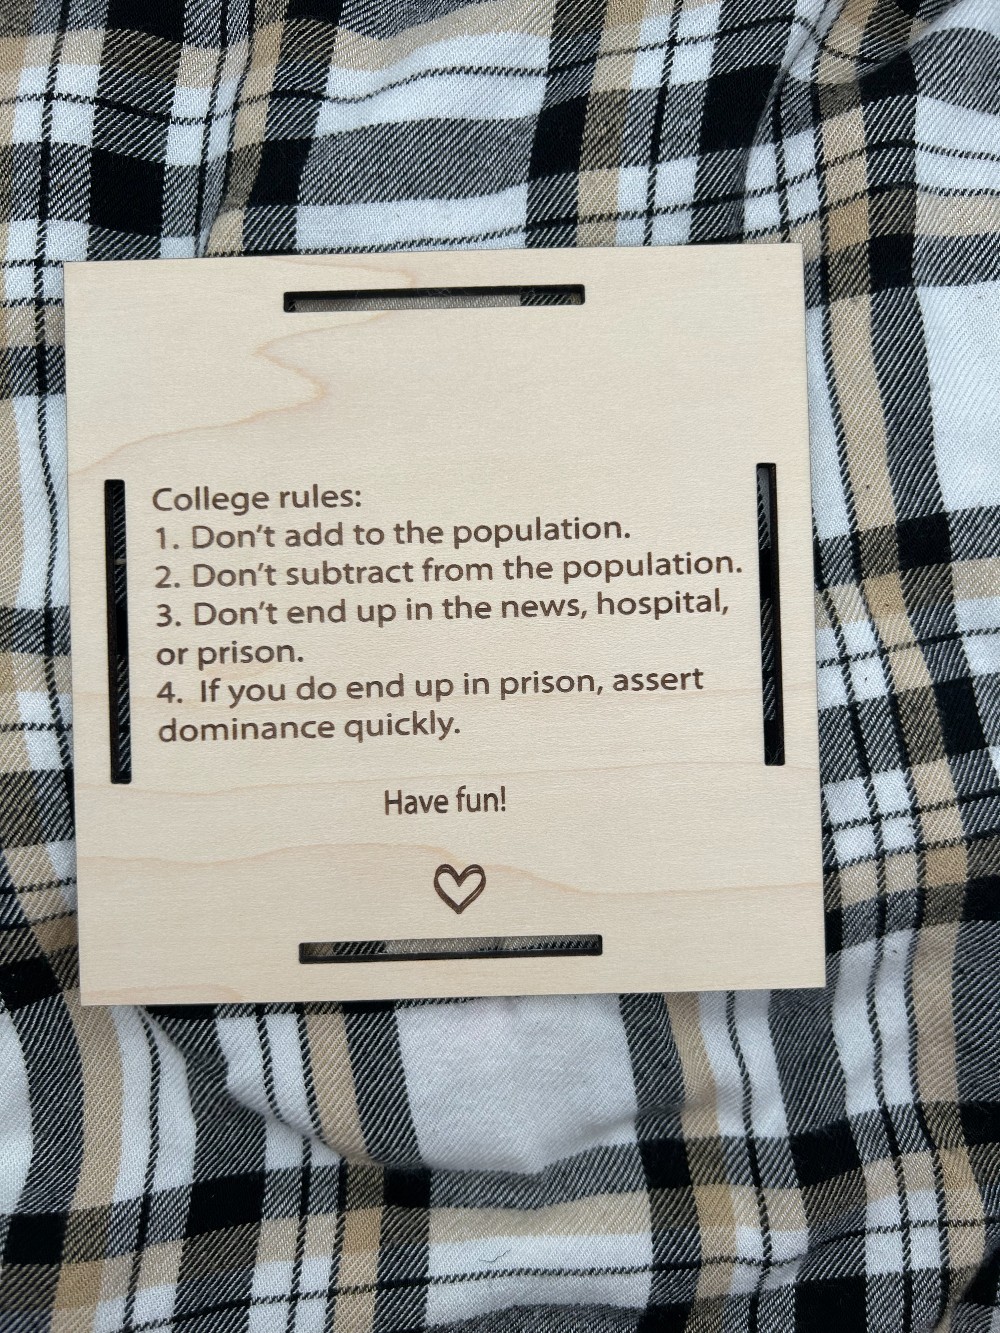 College rules:
1. Don't add to the population.
2. Don't subtract from the population.
3. Don't end up in the news, hospital,
or prison.
4.  If you do end up in prison, assert
dominance quickly.
Have fun!